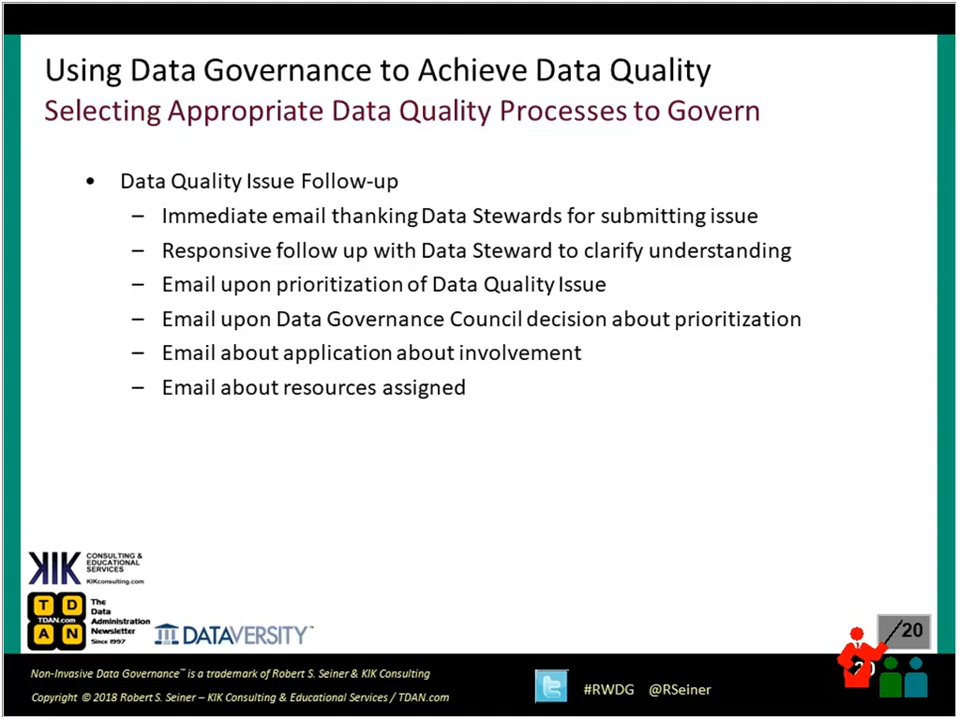 Using Data Governance to Achieve Data Quality
Selecting Appropriate Data Quality Processes to Govern
• Data Quality Issue Follow-up
– Immediate email thanking Data Stewards for submitting issue
– Responsive follow up with Data Steward to clarify understanding
– Email upon prioritization of Data Quality Issue
– Email upon Data Governance Council decision about prioritization
– Email about application about involvement
– Email about resources assigned
KIK CONSULTING &
EDUCATIONAL
SERVICES
KIKconsulting.com
T D
TDAN.com
A N
The
Data
Administration
Newsletter
Since 1997
DATAVERSITY™
20
20
Non-Invasive Data Governance™ is a trademark of Robert S. Seiner & KIK Consulting
Copyright © 2018 Robert S. Seiner – KIK Consulting & Educational Services / TDAN.com
#RWDG @RSeiner